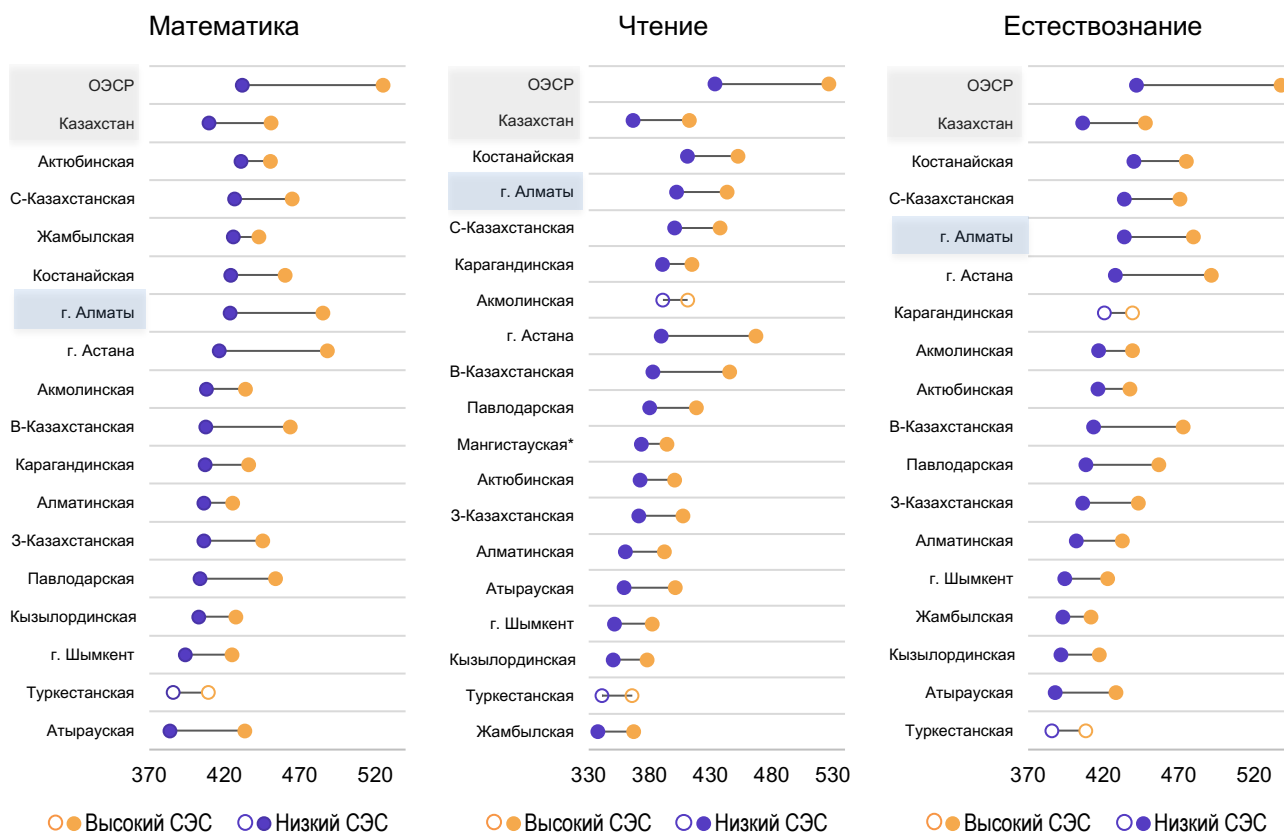 Математика
ОЭСР
Казахстан
Актюбинская
С-Казахстанская
Жамбылская
Костанайская
г. Алматы
г. Астана
Акмолинская
В-Казахстанская
Карагандинская
Алматинская
З-Казахстанская
Павлодарская
Кызылординская
г. Шымкент
Туркестанская
Атырауская
370 420 470 520
Высокий СЭС Низкий СЭС
Чтение
ОЭСР
Казахстан
Костанайская
г. Алматы
С-Казахстанская
Карагандинская
Акмолинская
г. Астана
В-Казахстанская
Павлодарская
Мангистауская*
Актюбинская
З-Казахстанская
Алматинская
Атырауская
г. Шымкент
Кызылординская
Туркестанская
Жамбылская
330 380 430 480 530
Высокий СЭС Низкий СЭС
Естествознание
ОЭСР
Казахстан
Костанайская
С-Казахстанская
г. Алматы
г. Астана
Карагандинская
Акмолинская
Актюбинская
В-Казахстанская
Павлодарская
З-Казахстанская
Алматинская
г. Шымкент
Жамбылская
Кызылординская
Атырауская
Туркестанская
370 420 470 520
Высокий СЭС Низкий СЭС